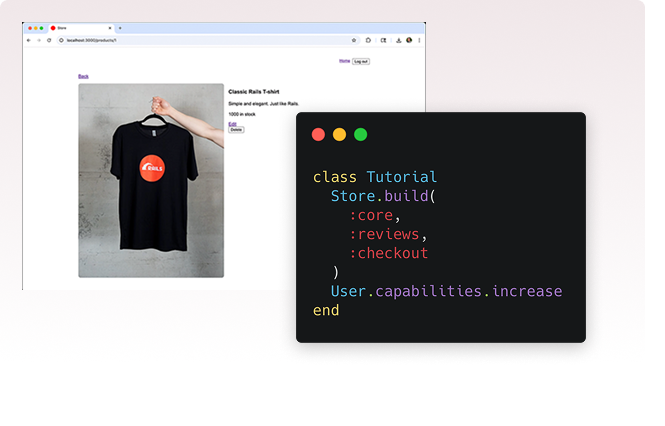 Store
localhost:3000/products/1
Home Log out
Back
Classic Rails T-shirt
Simple and elegant. Just like Rails.
1000 in stock
Edit
Delete
RAILS
class Tutorial
Store.build(
:core,
:reviews,
:checkout
)
User.capabilities.increase
end